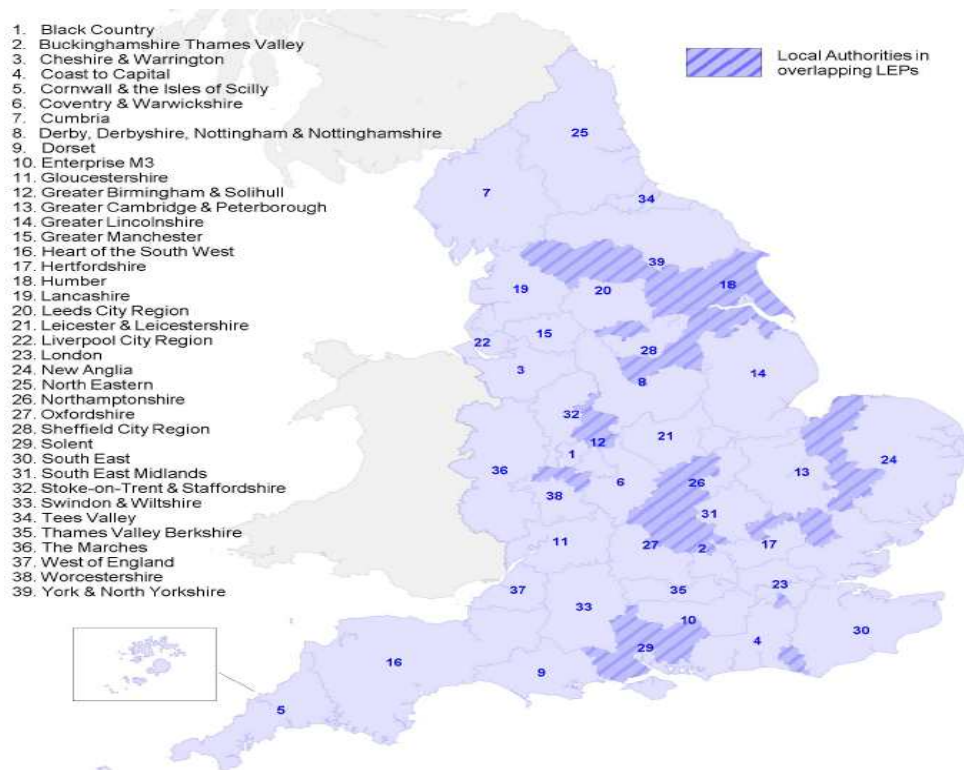 1. Black Country
2. Buckinghamshire Thames Valley
3. Cheshire & Warrington
4. Coast to Capital
5. Cornwall & the Isles of Scilly
6. Coventry & Warwickshire
7. Cumbria
8. Derby, Derbyshire, Nottingham & Nottinghamshire
9. Dorset
10. Enterprise M3
11. Gloucestershire
12. Greater Birmingham & Solihull
13. Greater Cambridge & Peterborough
14. Greater Lincolnshire
15. Greater Manchester
16. Heart of the South West
17. Hertfordshire
18. Humber
19. Lancashire
20. Leeds City Region
21. Leicester & Leicestershire
22. Liverpool City Region
23. London
24. New Anglia
25. North Eastern
26. Northamptonshire
27. Oxfordshire
28. Sheffield City Region
29. Solent
30. South East
31. South East Midlands
32. Stoke-on-Trent & Staffordshire
33. Swindon & Wiltshire
34. Tees Valley
35. Thames Valley Berkshire
36. The Marches
37. West of England
38. Worcestershire
39. York & North Yorkshire
Local Authorities in
overlapping LEPs
25
7
34
39
19
20
18
15
22
28
3
14
8
32
12
21
1
24
36
13
6
26
38
31
11
27
2
17
37
35
23
33
10
30
29
4
16
9
5